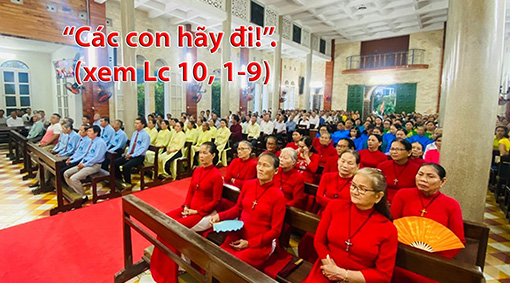 “Các con hãy đi!”.
(xem Lc 10, 1-9)